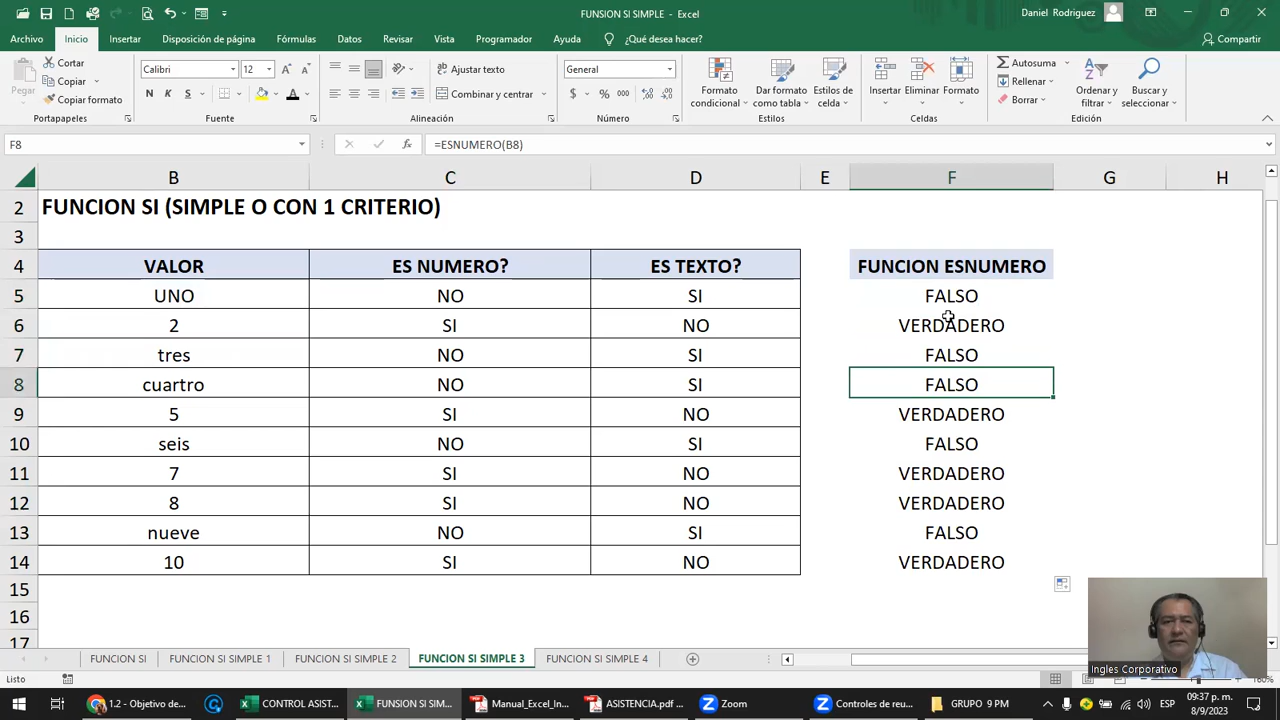 FUNSION SI SIMPLE - Excel
Daniel Rodriguez
Archivo Inicio Insertar Disposición de página Fórmulas Datos Revisar Vista Programador Ayuda ¿Qué desea hacer? Compartir
Pegar
Cortar
Copiar
Copiar formato
Portapapeles
Calibri 12
N K S
Fuente
Ajustar texto
Combinar y centrar
Alineación
General
$ % 000
Número
Formato condicional
Dar formato como tabla
Estilos de celda
Estilos
Insertar Eliminar Formato
Celdas
Autosuma
Rellenar
Borrar
Ordenar y filtrar
Buscar y seleccionar
Edición
F8 fx =ESNUMERO(B8)
B C D E F G H
2 FUNCION SI (SIMPLE O CON 1 CRITERIO)
3
4 VALOR ES NUMERO? ES TEXTO? FUNCION ESNUMERO
5 UNO NO SI FALSO
6 2 SI NO VERDADERO
7 tres NO SI FALSO
8 cuartro NO SI FALSO
9 5 SI NO VERDADERO
10 seis NO SI FALSO
11 7 SI NO VERDADERO
12 8 SI NO VERDADERO
13 nueve NO SI FALSO
14 10 SI NO VERDADERO
15
16
17
Ingles Corporativo
FUNCION SI FUNCION SI SIMPLE 1 FUNCION SI SIMPLE 2 FUNCION SI SIMPLE 3 FUNCION SI SIMPLE 4
Listo 160%
1.2 - Objetivo de... CONTROL ASIST... FUNSION SI SIM... Manual_Excel_In... ASISTENCIA.pdf ... Zoom Controles de reu... GRUPO 9 PM ESP 09:37 p. m.
8/9/2023